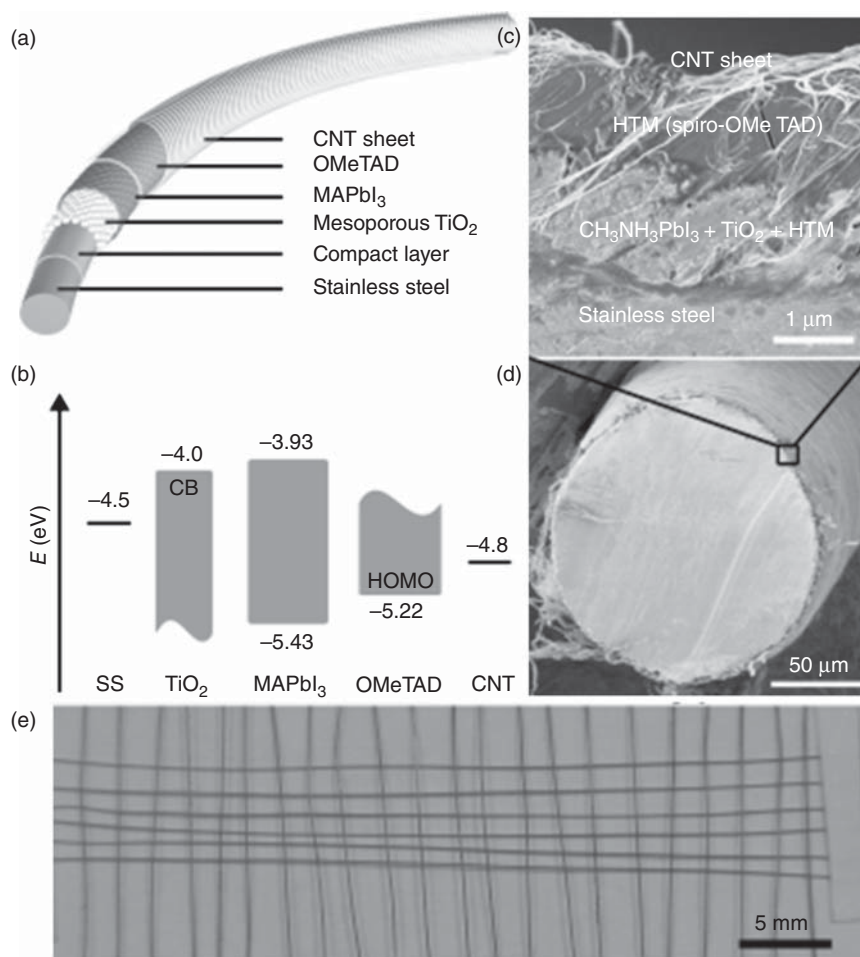 (a)
CNT sheet
OMeTAD
MAPbI₃
Mesoporous TiO₂
Compact layer
Stainless steel
(b)
E (eV)
–4.5
–4.0
CB
–3.93
–5.43
HOMO
–5.22
–4.8
SS
TiO₂
MAPbI₃
OMeTAD
CNT
(c)
CNT sheet
HTM (spiro-OMe TAD)
CH₃NH₃PbI₃ + TiO₂ + HTM
Stainless steel
1 μm
(d)
50 μm
(e)
5 mm